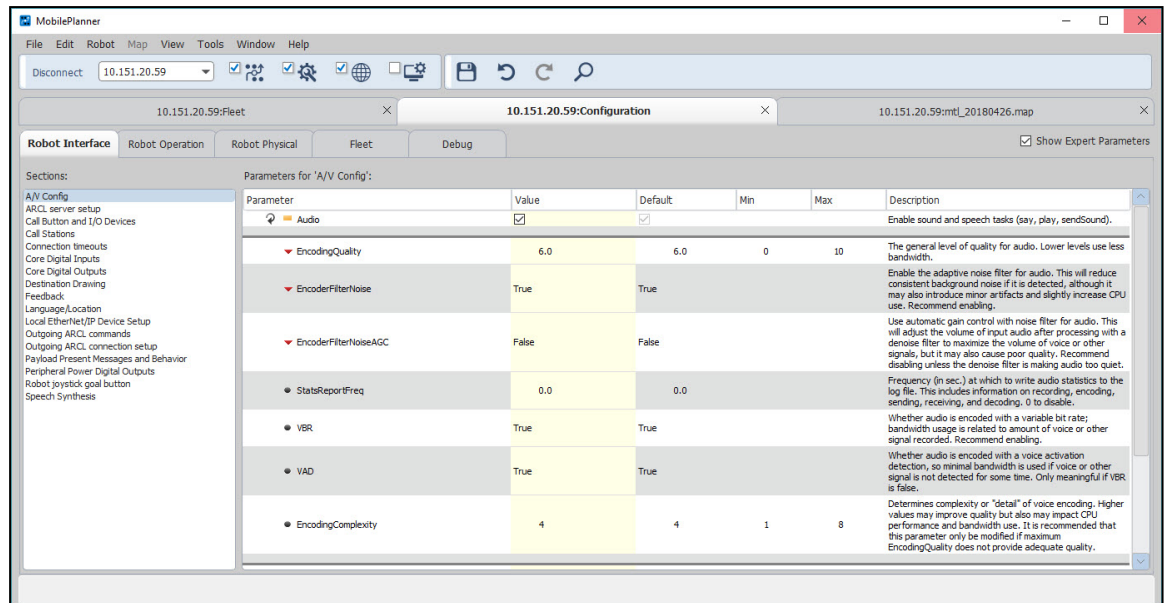 MobilePlanner
File Edit Robot Map View Tools Window Help
Disconnect 10.151.20.59
10.151.20.59:Fleet 10.151.20.59:Configuration 10.151.20.59:mtl_20180426.map
Robot Interface Robot Operation Robot Physical Fleet Debug Show Expert Parameters
Sections:
A/V Config
ARCL server setup
Call Button and I/O Devices
Call Stations
Connection timeouts
Core Digital Inputs
Core Digital Outputs
Destination Drawing
Feedback
Language/Location
Local EtherNet/IP Device Setup
Outgoing ARCL commands
Outgoing ARCL connection setup
Payload Present Messages and Behavior
Peripheral Power Digital Outputs
Robot joystick goal button
Speech Synthesis
Parameters for 'A/V Config':
Parameter Value Default Min Max Description
Audio Enable sound and speech tasks (say, play, sendSound).
EncodingQuality 6.0 6.0 0 10 The general level of quality for audio. Lower levels use less
bandwidth.
EncoderFilterNoise True True Enable the adaptive noise filter for audio. This will reduce
consistent background noise if it is detected, although it
may also introduce minor artifacts and slightly increase CPU
use. Recommend enabling.
EncoderFilterNoiseAGC False False Use automatic gain control with noise filter for audio. This
will adjust the volume of input audio after processing with a
denoise filter to maximize the volume of voice or other
signals, but it may also cause poor quality. Recommend
disabling unless the denoise filter is making audio too quiet.
StatsReportFreq 0.0 0.0 Frequency (in sec.) at which to write audio statistics to the
log file. This includes information on recording, encoding,
sending, receiving, and decoding. 0 to disable.
VBR True True Whether audio is encoded with a variable bit rate;
bandwidth usage is related to amount of voice or other
signal recorded. Recommend enabling.
VAD True True Whether audio is encoded with a voice activation
detection, so minimal bandwidth is used if voice or other
signal is not detected for some time. Only meaningful if VBR
is false.
EncodingComplexity 4 4 1 8 Determines complexity or "detail" of voice encoding. Higher
values may improve quality but also may impact CPU
performance and bandwidth use. It is recommended that
this parameter only be modified if maximum
EncodingQuality does not provide adequate quality.